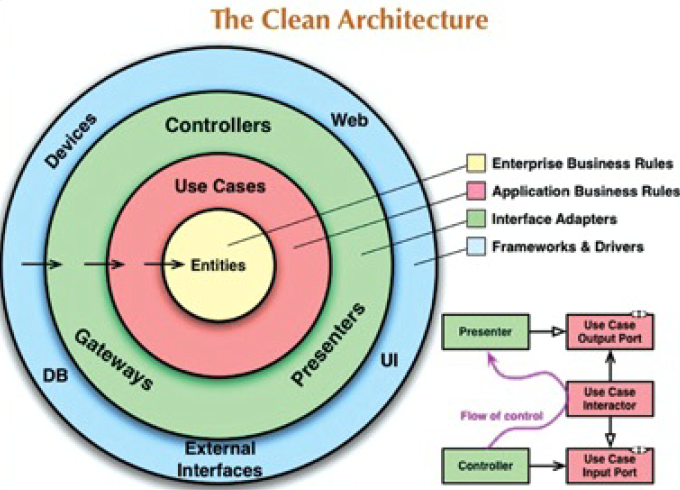 The Clean Architecture
Devices
Web
Controllers
Use Cases
Entities
Gateways
Presenters
DB
UI
External
Interfaces
Enterprise Business Rules
Application Business Rules
Interface Adapters
Frameworks & Drivers
Presenter
Use Case
Output Port
Flow of control
Use Case
Interactor
Controller
Use Case
Input Port